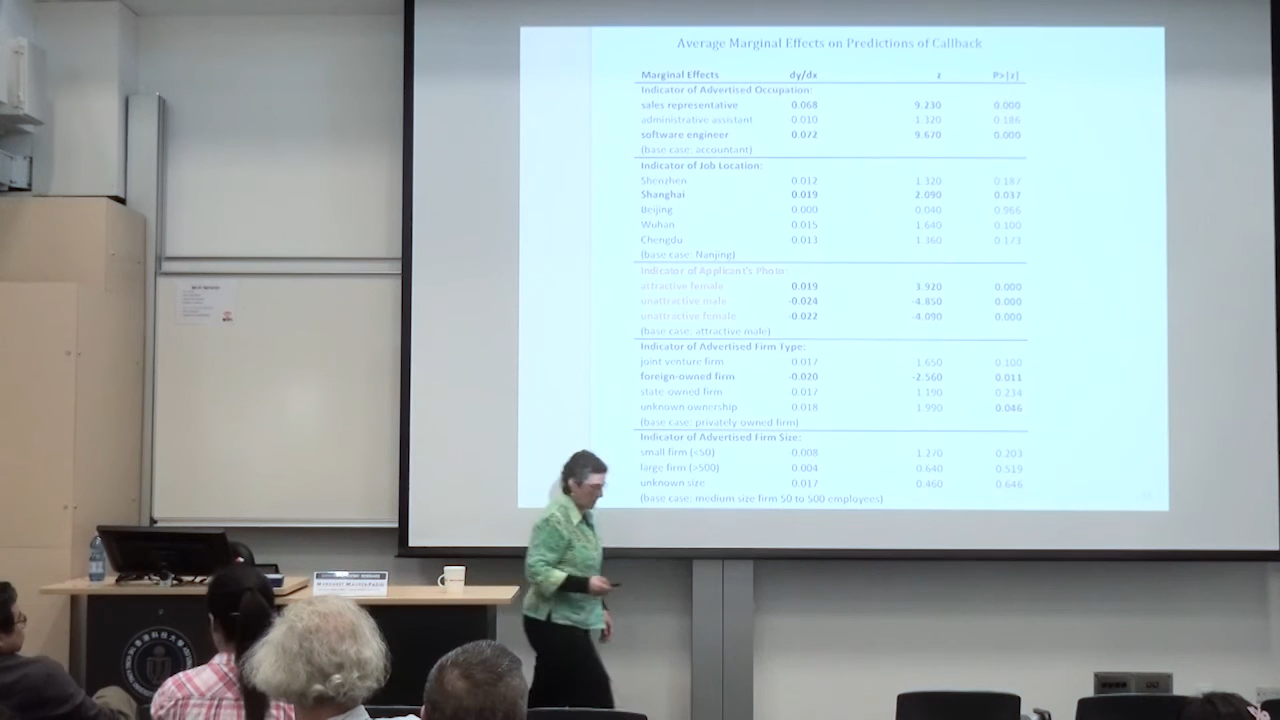 Average Marginal Effects on Predictions of Callback
Marginal Effects dy/dx z P>|z|
Indicator of Advertised Occupation:
sales representative 0.068 9.230 0.000
administrative assistant 0.010 1.320 0.186
software engineer 0.072 9.670 0.000
(base case: accountant)
Indicator of Job Location:
Shenzhen 0.012 1.320 0.187
Shanghai 0.019 2.090 0.037
Beijing 0.000 0.040 0.966
Wuhan 0.015 1.640 0.100
Chengdu 0.013 1.360 0.173
(base case: Nanjing)
Indicator of Applicant's Photo:
attractive female 0.019 3.920 0.000
unattractive male -0.024 -4.850 0.000
unattractive female -0.022 -4.090 0.000
(base case: attractive male)
Indicator of Advertised Firm Type:
joint venture firm 0.017 1.650 0.100
foreign-owned firm -0.020 -2.560 0.011
state-owned firm 0.017 1.190 0.234
unknown ownership 0.018 1.990 0.046
(base case: privately-owned firm)
Indicator of Advertised Firm Size:
small firm (<50) 0.008 1.270 0.203
large firm (>500) 0.004 0.640 0.519
unknown size 0.017 0.460 0.646
(base case: medium size firm 50 to 500 employees)